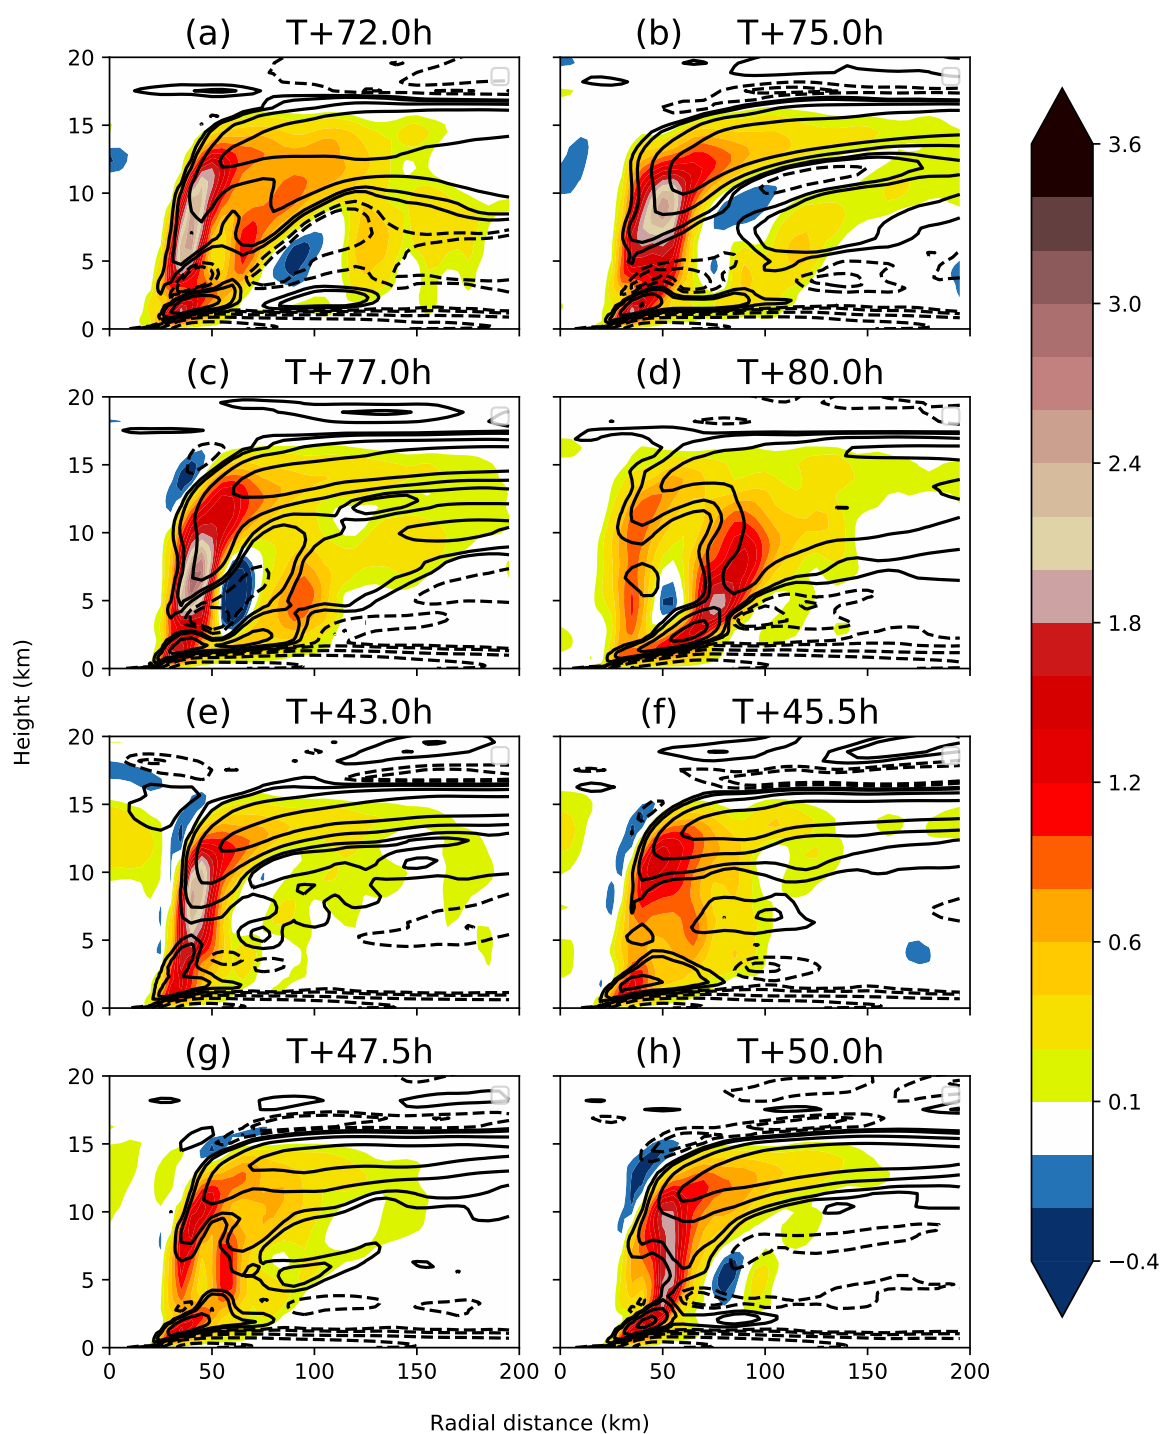 (a) T+72.0h
(b) T+75.0h
20
15
10
5
0
(c) T+77.0h
(d) T+80.0h
20
15
10
5
0
(e) T+43.0h
(f) T+45.5h
20
15
10
5
0
(g) T+47.5h
(h) T+50.0h
20
15
10
5
0
0 50 100 150 200
0 50 100 150 200
Height (km)
Radial distance (km)
3.6
3.0
2.4
1.8
1.2
0.6
0.1
−0.4